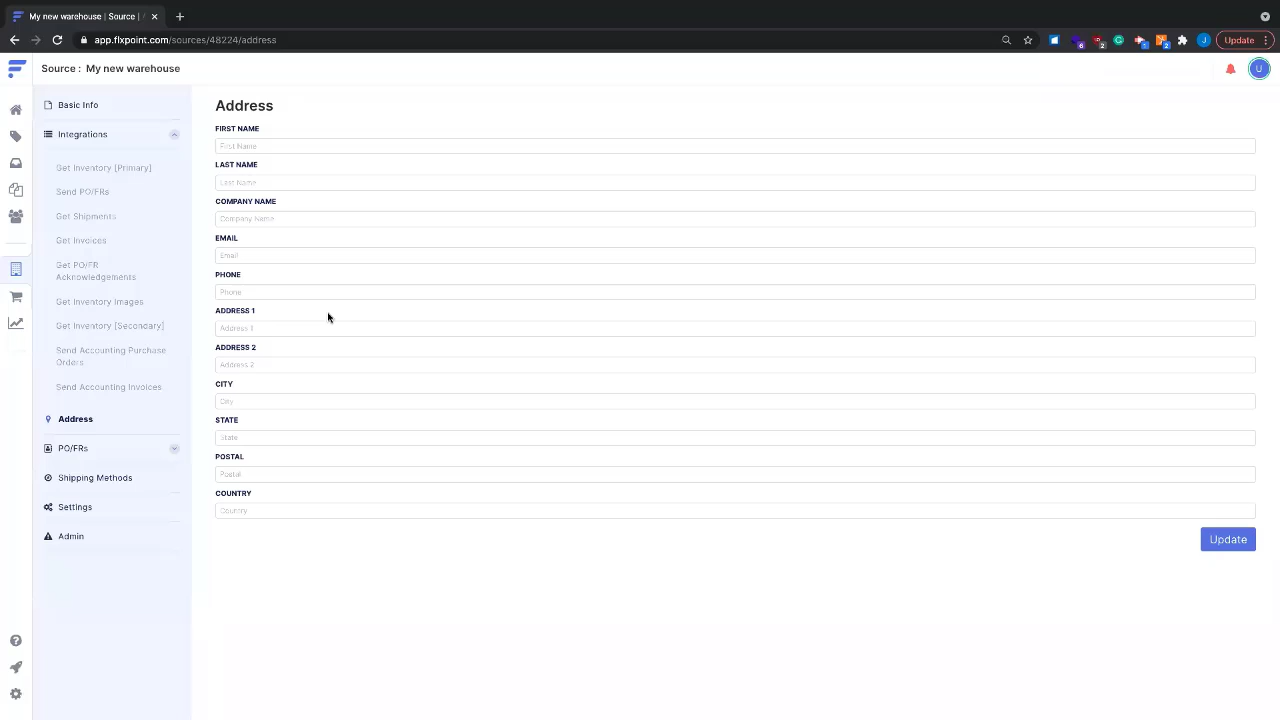 My new warehouse | Source |
app.flxpoint.com/sources/48224/address
6
2
1
2
J
Update
Source : My new warehouse
U
Basic Info
Integrations
Get Inventory [Primary]
Send PO/FRs
Get Shipments
Get Invoices
Get PO/FR
Acknowledgements
Get Inventory Images
Get Inventory [Secondary]
Send Accounting Purchase
Orders
Send Accounting Invoices
Address
PO/FRs
Shipping Methods
Settings
Admin
Address
FIRST NAME
First Name
LAST NAME
Last Name
COMPANY NAME
Company Name
EMAIL
Email
PHONE
Phone
ADDRESS 1
Address 1
ADDRESS 2
Address 2
CITY
City
STATE
State
POSTAL
Postal
COUNTRY
Country
Update